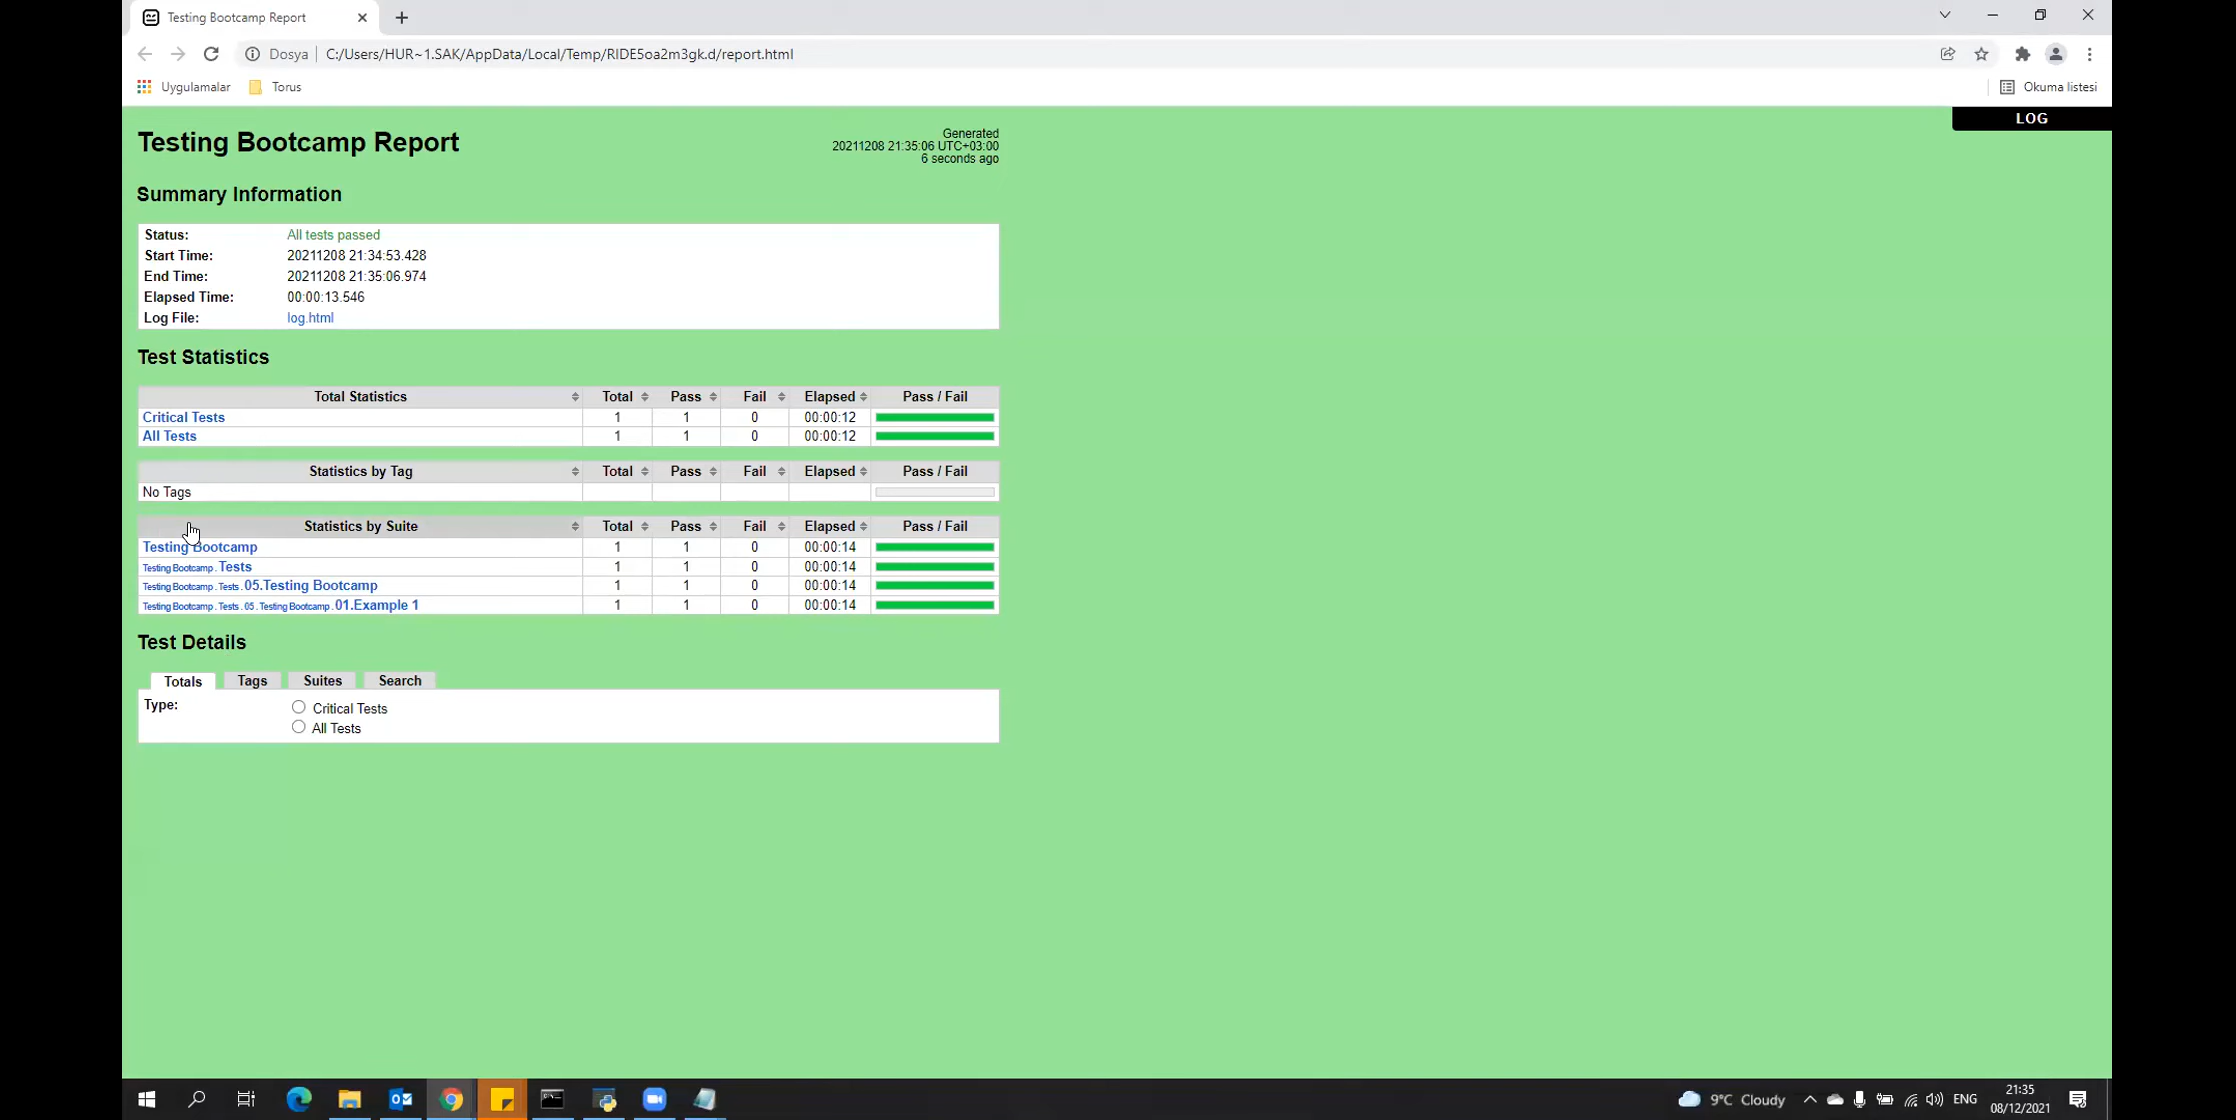 Testing Bootcamp Report
Dosya C:/Users/HUR~1.SAK/AppData/Local/Temp/RIDE5oa2m3gk.d/report.html
Uygulamalar Torus Okuma listesi
LOG
Testing Bootcamp Report
Generated
20211208 21:35:06 UTC+03:00
6 seconds ago
Summary Information
Status: All tests passed
Start Time: 20211208 21:34:53.428
End Time: 20211208 21:35:06.974
Elapsed Time: 00:00:13.546
Log File: log.html
Test Statistics
Total Statistics Total Pass Fail Elapsed Pass / Fail
Critical Tests 1 1 0 00:00:12
All Tests 1 1 0 00:00:12
Statistics by Tag Total Pass Fail Elapsed Pass / Fail
No Tags
Statistics by Suite Total Pass Fail Elapsed Pass / Fail
Testing Bootcamp 1 1 0 00:00:14
Testing Bootcamp . Tests 1 1 0 00:00:14
Testing Bootcamp . Tests . 05.Testing Bootcamp 1 1 0 00:00:14
Testing Bootcamp . Tests . 05 . Testing Bootcamp . 01.Example 1 1 1 0 00:00:14
Test Details
Totals Tags Suites Search
Type: Critical Tests
All Tests
9°C Cloudy ENG 21:35
08/12/2021